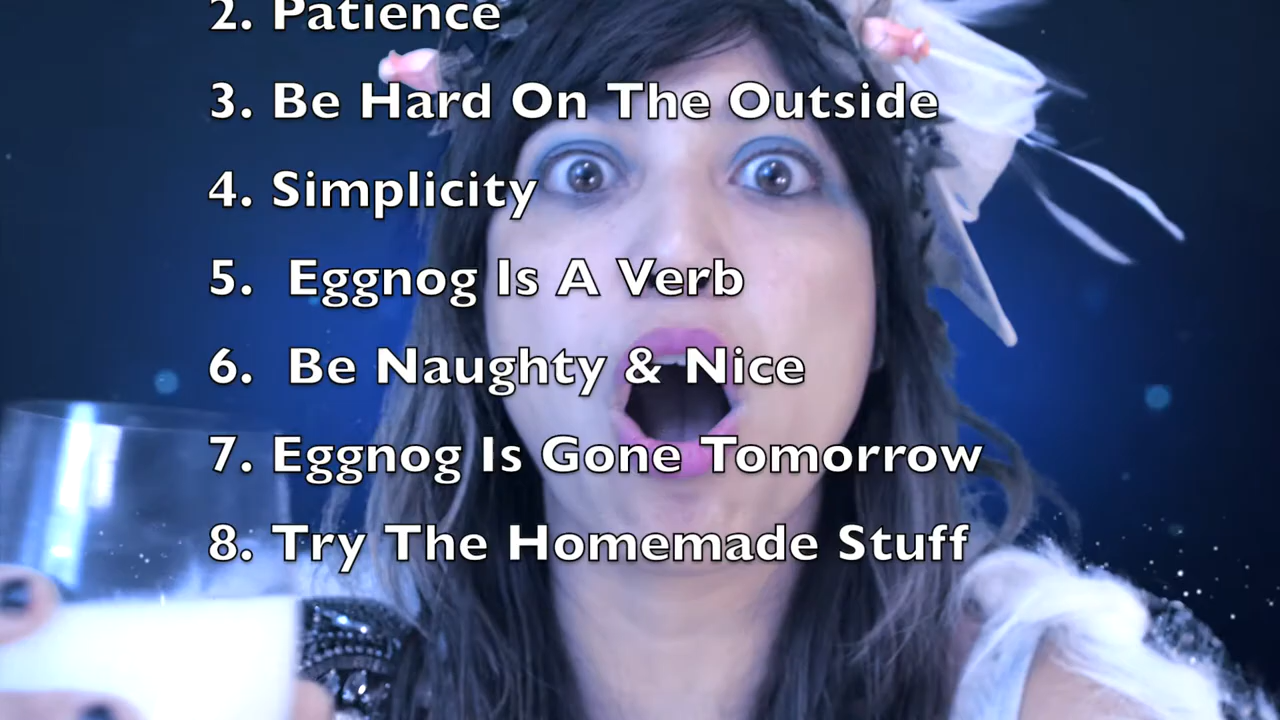 2. Patience
3. Be Hard On The Outside
4. Simplicity
5. Eggnog Is A Verb
6. Be Naughty & Nice
7. Eggnog Is Gone Tomorrow
8. Try The Homemade Stuff